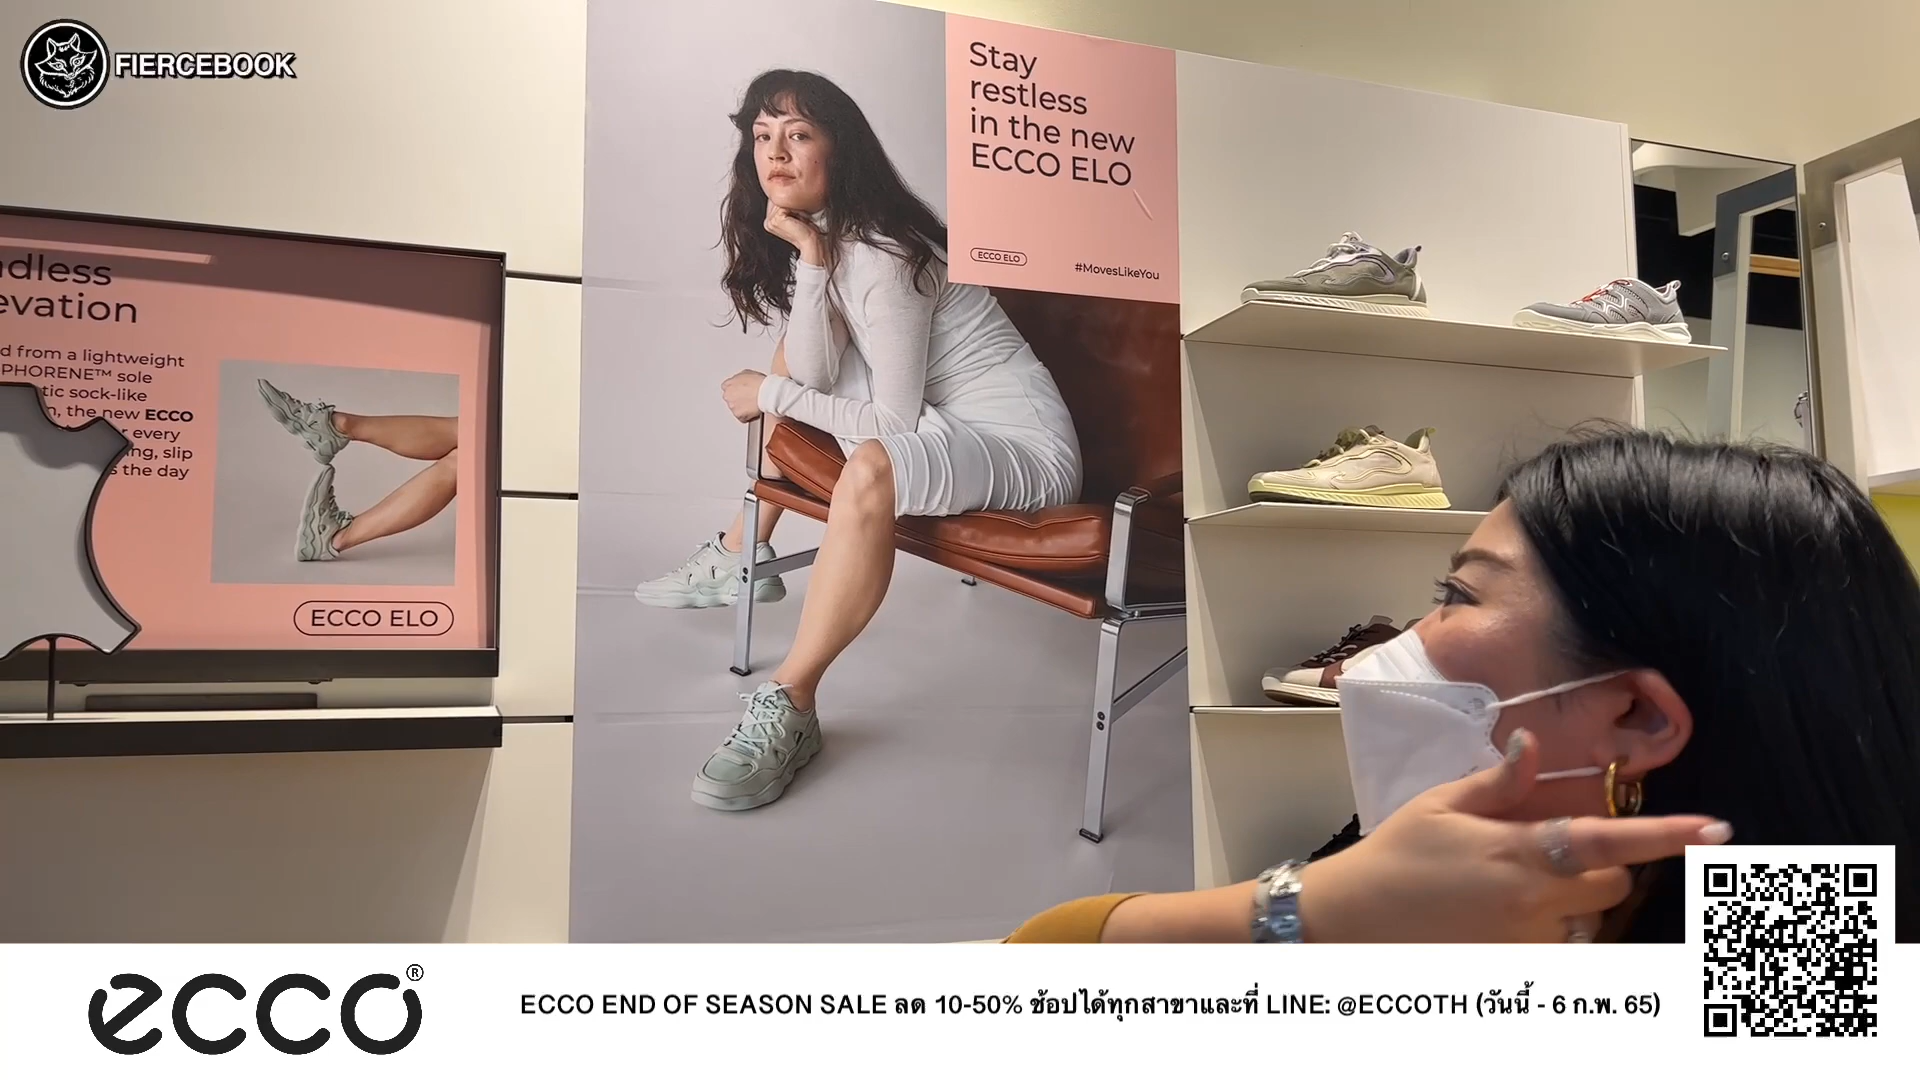 FIERCEBOOK
Stay
restless
in the new
ECCO ELO
ECCO ELO
#MovesLikeYou
dless
evation
d from a lightweight
PHORENE™ sole
tic sock-like
, the new ECCO
every
ng, slip
s the day
ECCO ELO
ecco®
ECCO END OF SEASON SALE ลด 10-50% ช้อปได้ทุกสาขาและที่ LINE: @ECCOTH (วันนี้ - 6 ก.พ. 65)